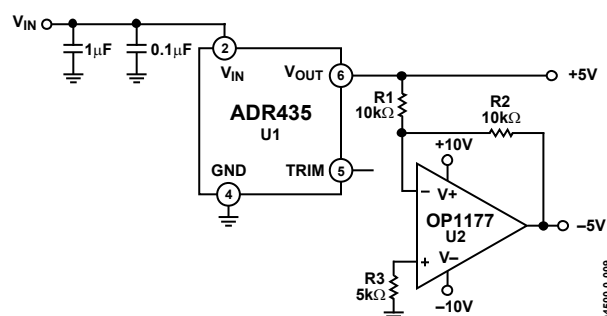 VIN
1µF
0.1µF
2
VIN
VOUT
6
+5V
ADR435
U1
R1
10kΩ
R2
10kΩ
GND
TRIM
5
4
+10V
−
V+
OP1177
U2
−5V
+
V−
R3
5kΩ
−10V